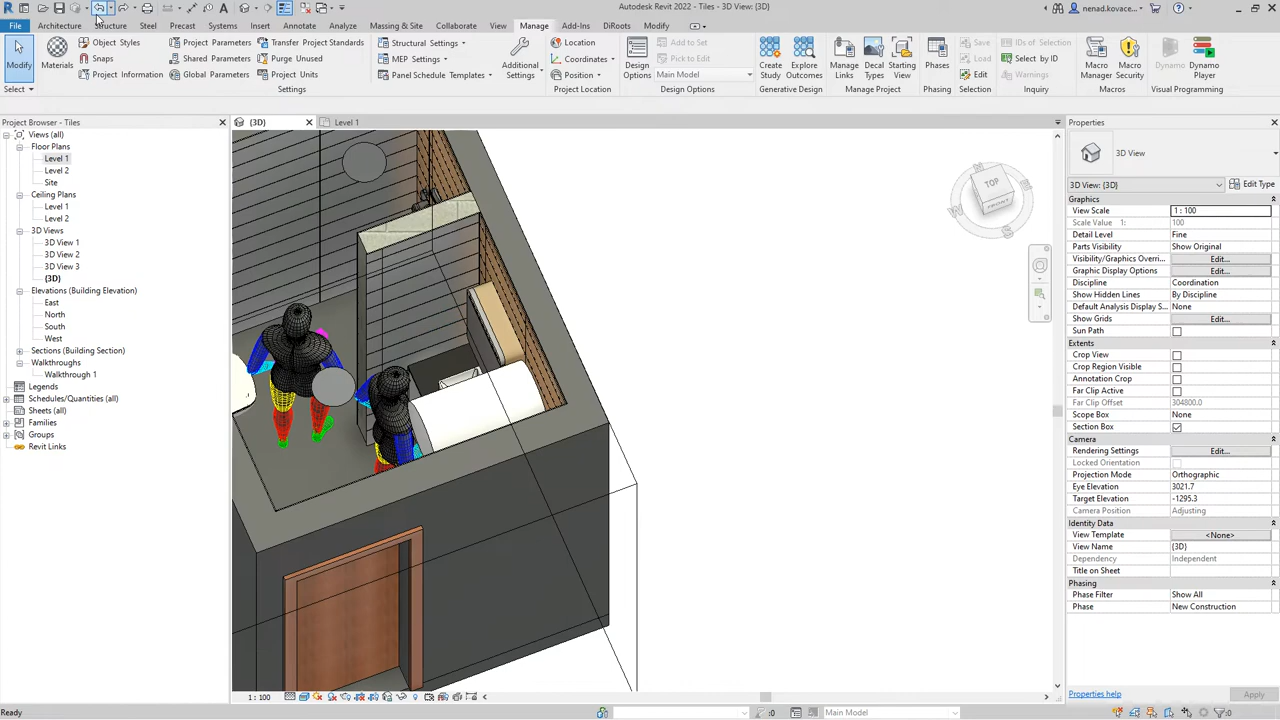 Autodesk Revit 2022 - Tiles - 3D View: {3D}
nenad.kovace...
File Architecture Structure Steel Precast Systems Insert Annotate Analyze Massing & Site Collaborate View Manage Add-Ins DiRoots Modify
Modify
Materials
Object Styles
Snaps
Project Information
Project Parameters
Shared Parameters
Global Parameters
Transfer Project Standards
Purge Unused
Project Units
Structural Settings
MEP Settings
Panel Schedule Templates
Additional Settings
Location
Coordinates
Position
Design Options
Add to Set
Pick to Edit
Main Model
Create Study
Explore Outcomes
Manage Links
Decal Types
Starting View
Phases
Save
Load
Edit
IDs of Selection
Select by ID
Warnings
Macro Manager
Macro Security
Dynamo
Dynamo Player
Select
Settings
Project Location
Design Options
Generative Design
Manage Project
Phasing
Selection
Inquiry
Macros
Visual Programming
Project Browser - Tiles
Views (all)
Floor Plans
Level 1
Level 2
Site
Ceiling Plans
Level 1
Level 2
3D Views
3D View 1
3D View 2
3D View 3
{3D}
Elevations (Building Elevation)
East
North
South
West
Sections (Building Section)
Walkthroughs
Walkthrough 1
Legends
Schedules/Quantities (all)
Sheets (all)
Families
Groups
Revit Links
{3D}
Level 1
TOP
FRONT
W
S
E
Properties
3D View
3D View: {3D}
Edit Type
Graphics
View Scale 1 : 100
Scale Value 1: 100
Detail Level Fine
Parts Visibility Show Original
Visibility/Graphics Overri... Edit...
Graphic Display Options Edit...
Discipline Coordination
Show Hidden Lines By Discipline
Default Analysis Display S... None
Show Grids Edit...
Sun Path
Extents
Crop View
Crop Region Visible
Annotation Crop
Far Clip Active
Far Clip Offset 304800.0
Scope Box None
Section Box
Camera
Rendering Settings Edit...
Locked Orientation
Projection Mode Orthographic
Eye Elevation 3021.7
Target Elevation -1295.3
Camera Position Adjusting
Identity Data
View Template <None>
View Name {3D}
Dependency Independent
Title on Sheet
Phasing
Phase Filter Show All
Phase New Construction
Properties help
Apply
1 : 100
Ready
:0
Main Model
:0